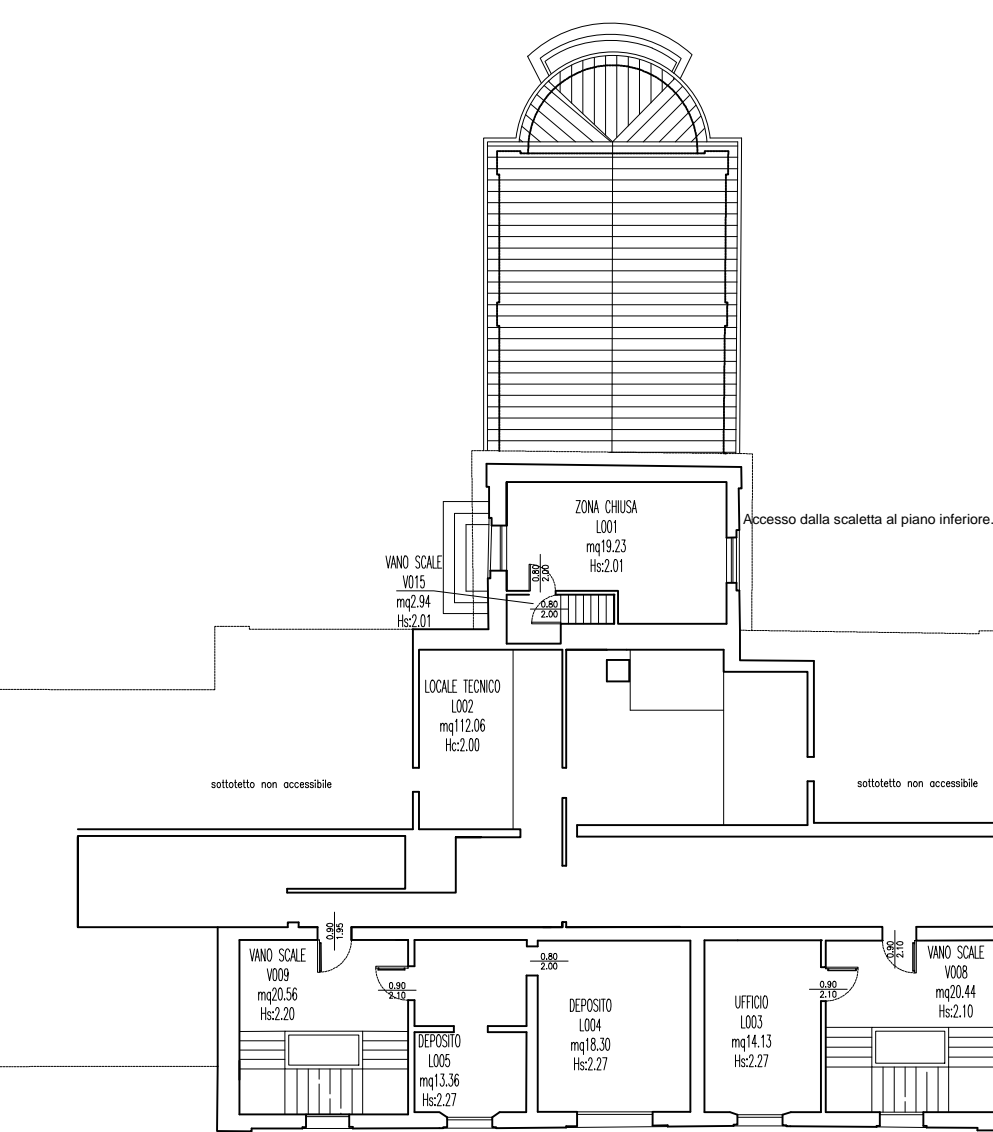 ZONA CHIUSA
L001
mq19.23
Hs:2.01
Accesso dalla scaletta al piano inferiore.
VANO SCALE
V015
mq2.94
Hs:2.01
0.80
2.00
0.80
2.00
LOCALE TECNICO
L002
mq112.06
Hc:2.00
sottotetto non accessibile
sottotetto non accessibile
0.90
1.95
VANO SCALE
V009
mq20.56
Hs:2.20
0.90
2.10
0.80
2.00
DEPOSITO
L005
mq13.36
Hs:2.27
DEPOSITO
L004
mq18.30
Hs:2.27
UFFICIO
L003
mq14.13
Hs:2.27
0.90
2.10
0.90
2.10
VANO SCALE
V008
mq20.44
Hs:2.10